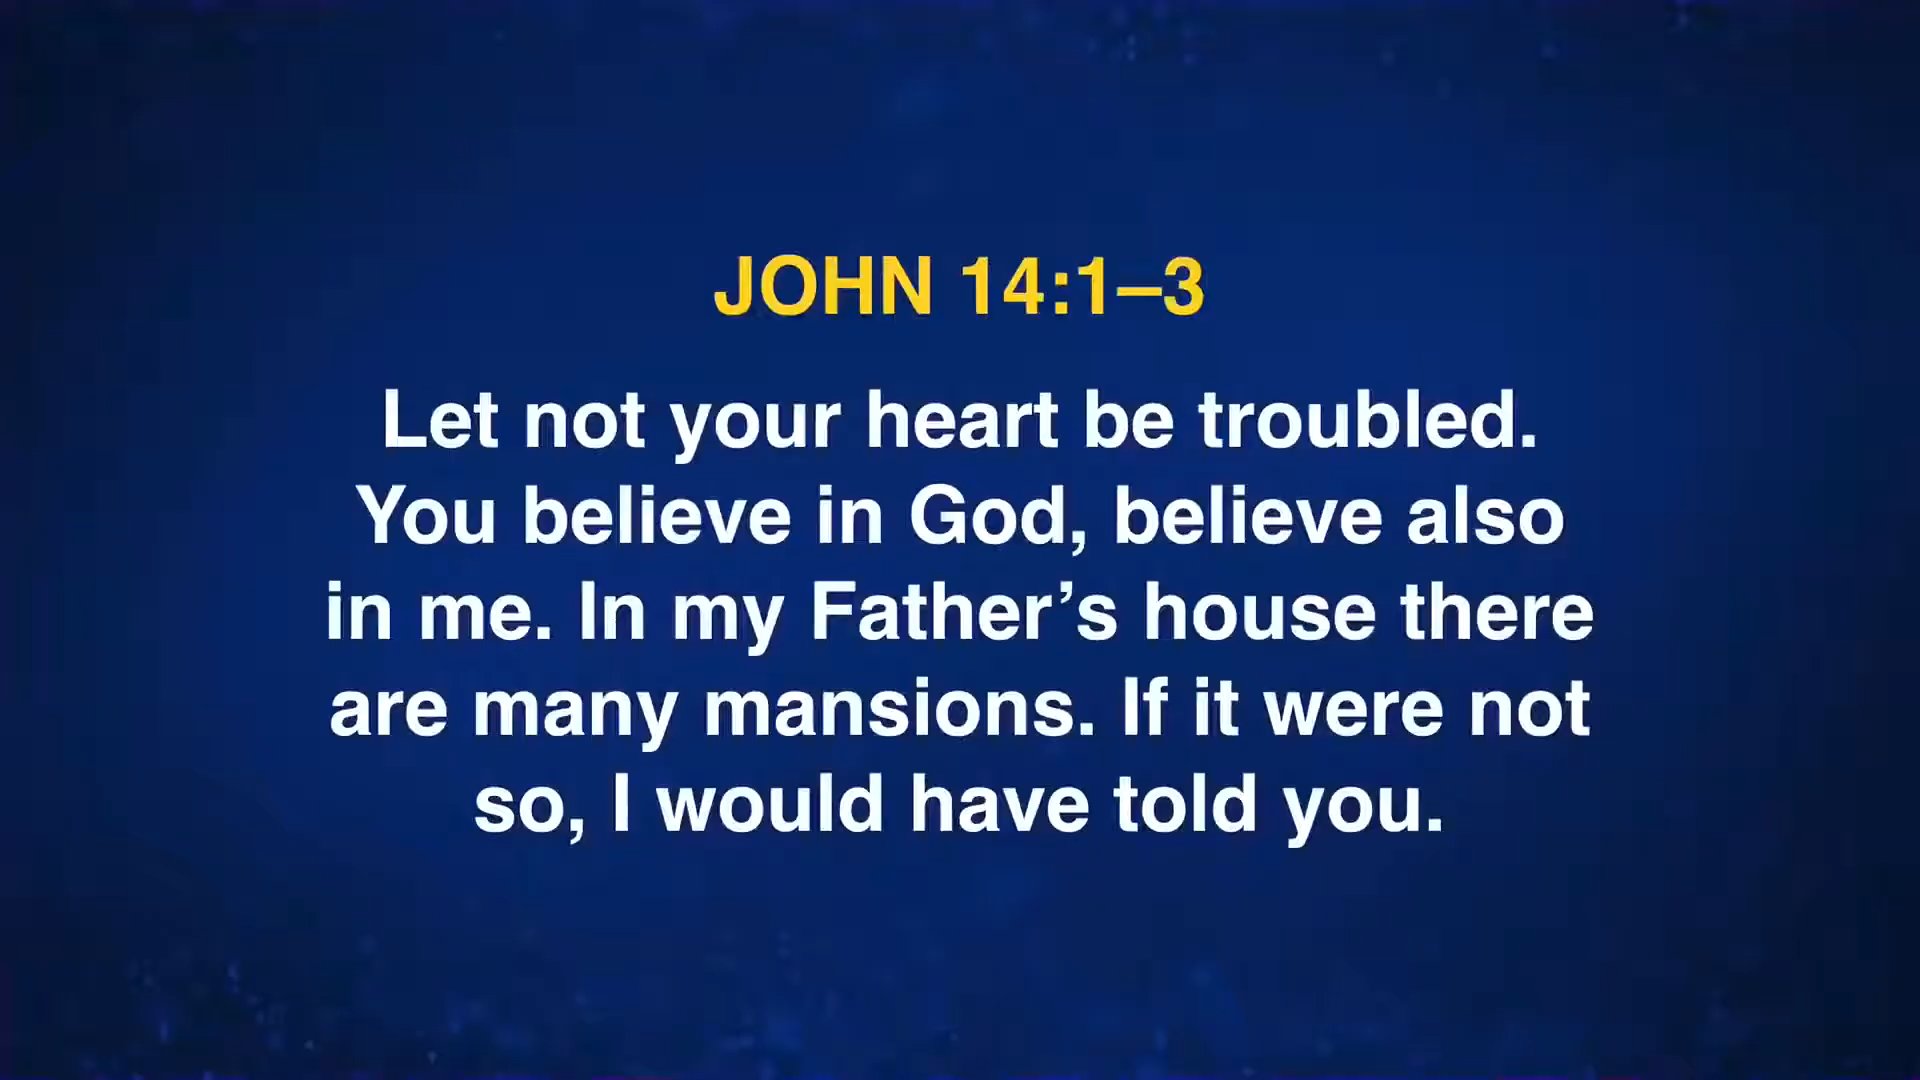 JOHN 14:1–3
Let not your heart be troubled.
You believe in God, believe also
in me. In my Father’s house there
are many mansions. If it were not
so, I would have told you.